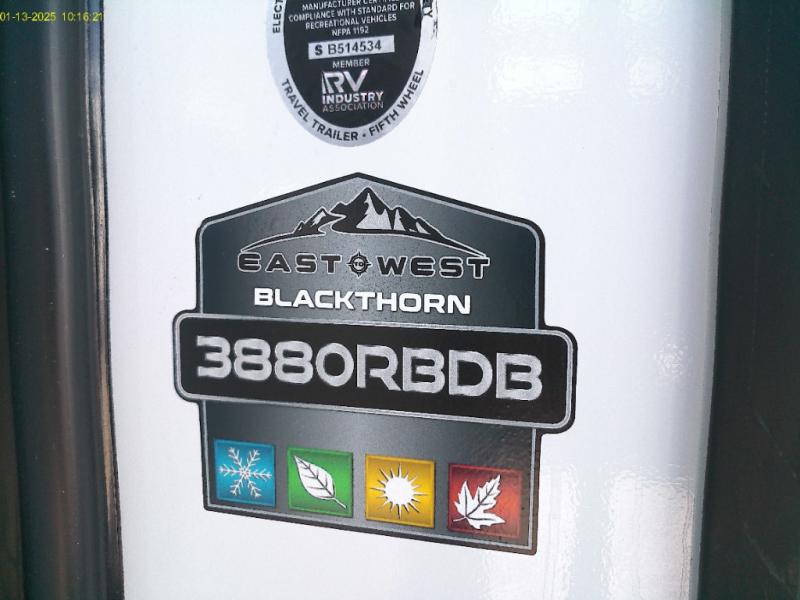 01-13-2025 10:16:21
MANUFACTURER
COMPLIANCE WITH STANDARD FOR
RECREATIONAL VEHICLES
NFPA 1192
S B514534
MEMBER
RV
INDUSTRY
ASSOCIATION
TRAVEL TRAILER • FIFTH WHEEL
EAST TO WEST
BLACKTHORN
3880RBDB